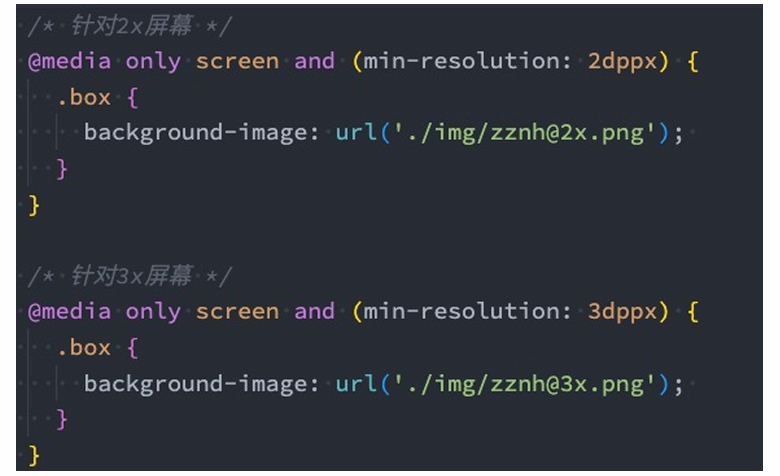 /* 针对2x屏幕 */
@media only screen and (min-resolution: 2dppx) {
.box {
background-image: url('./img/zznh@2x.png');
}
}
/* 针对3x屏幕 */
@media only screen and (min-resolution: 3dppx) {
.box {
background-image: url('./img/zznh@3x.png');
}
}